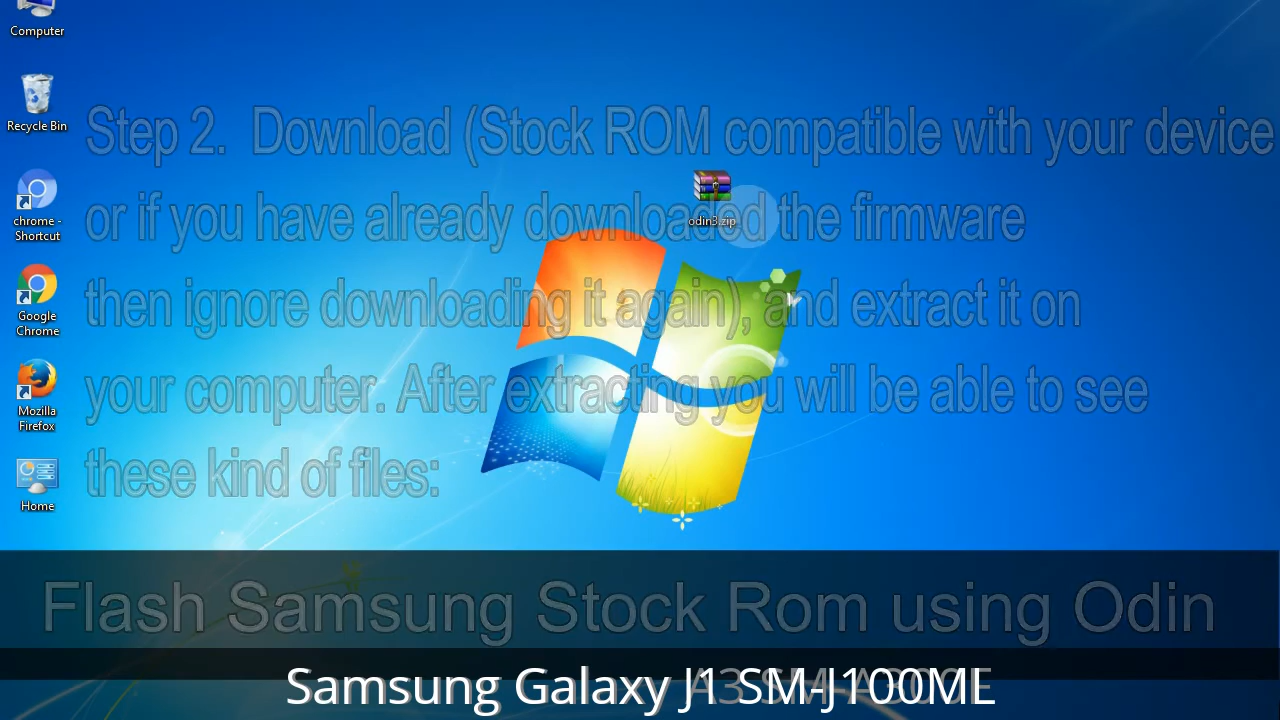 Computer
Recycle Bin
chrome -
Shortcut
Google
Chrome
Mozilla
Firefox
Home
odin3.zip
Step 2. Download (Stock ROM compatible with your device
or if you have already downloaded the firmware
then ignore downloading it again), and extract it on
your computer. After extracting you will be able to see
these kind of files:
Flash Samsung Stock Rom using Odin
Samsung Galaxy J1 SM-J100ML